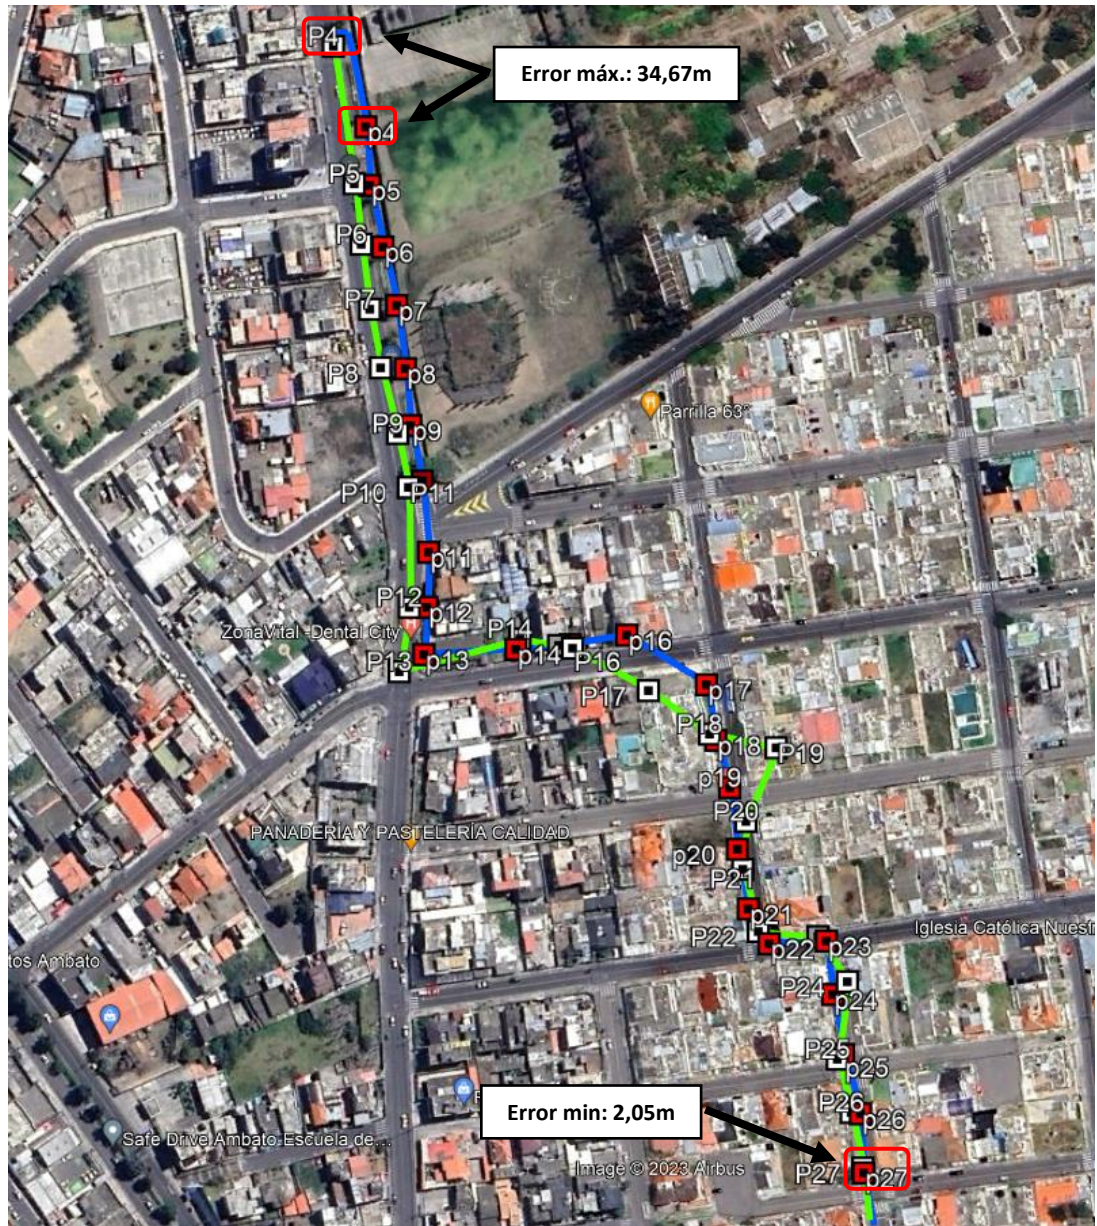 P4
Error máx.: 34,67m
p4
P5
p5
P6
p6
P7
p7
P8
p8
P9
p9
P10
P11
p11
P12
p12
ZonaVital -Dental City
P13
p13
P14
p14
P16
p16
Parrilla 63
P17
p17
P18
p18
P19
p19
P20
PANADERÍA Y PASTELERÍA CALIDAD
p20
P21
p21
P22
p22
p23
Iglesia Católica Nuest
tos Ambato
P24
p24
P25
p25
P26
p26
Error min: 2,05m
Safe Drive Ambato Escuela de...
Image © 2023 Airbus
P27
p27